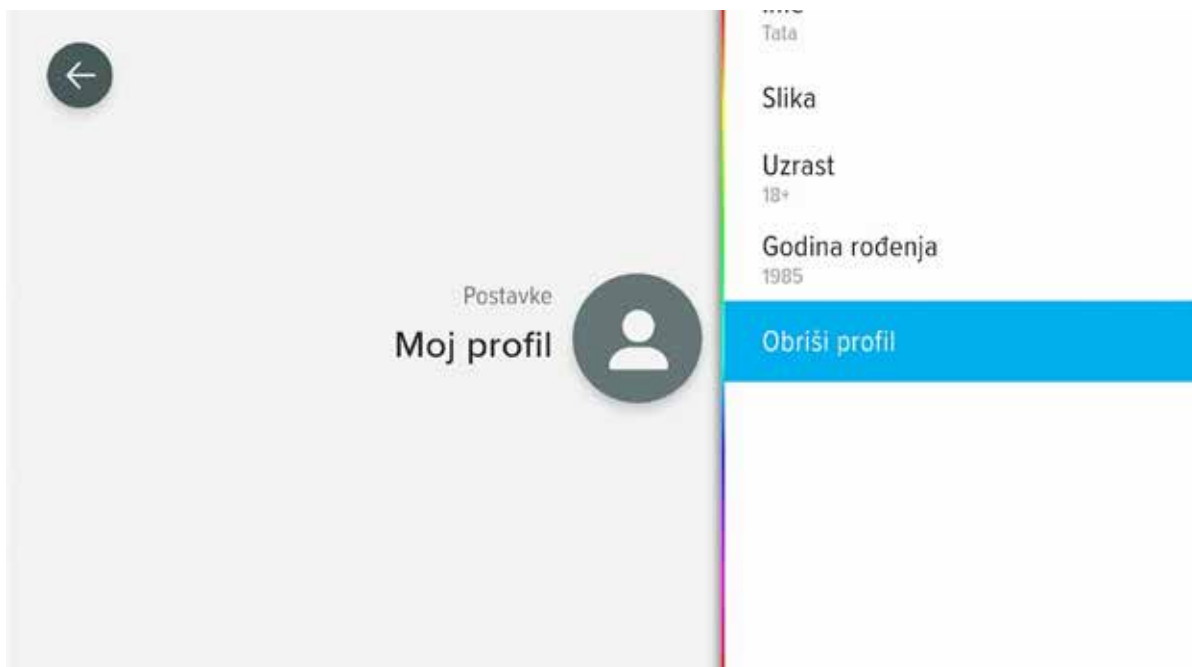 Postavke
Moj profil
Tata
Slika
Uzrast
18+
Godina rođenja
1985
Obriši profil